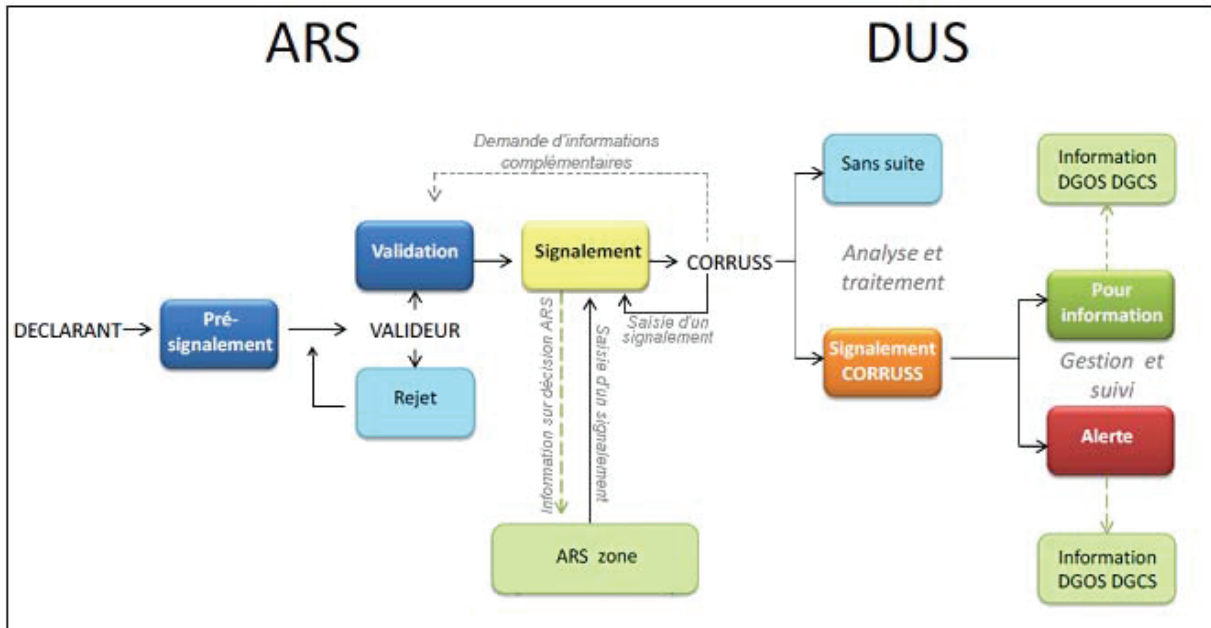 ARS
DUS
Demande d'informations
complémentaires
Sans suite
Information
DGOS DGCS
Validation
Signalement
CORRUSS
Analyse et
traitement
Pour
information
DECLARANT
Pré-
signalement
VALIDEUR
Saisie d'un
signalement
Signalement
CORRUSS
Gestion et
suivi
Rejet
Information sur décision ARS
Saisie d'un signalement
Alerte
ARS zone
Information
DGOS DGCS